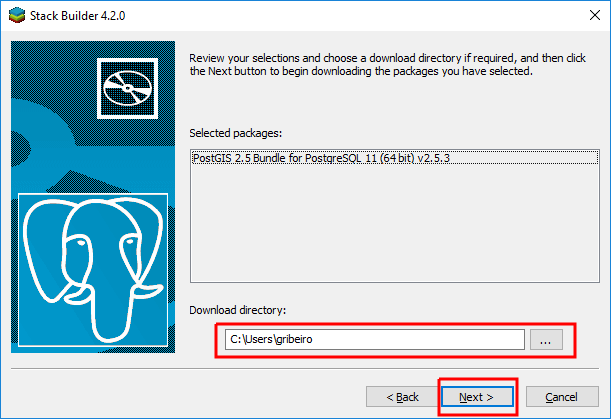 Stack Builder 4.2.0
Review your selections and choose a download directory if required, and then click
the Next button to begin downloading the packages you have selected.
Selected packages:
PostGIS 2.5 Bundle for PostgreSQL 11 (64 bit) v2.5.3
Download directory:
C:\Users\gribeiro
...
< Back
Next >
Cancel